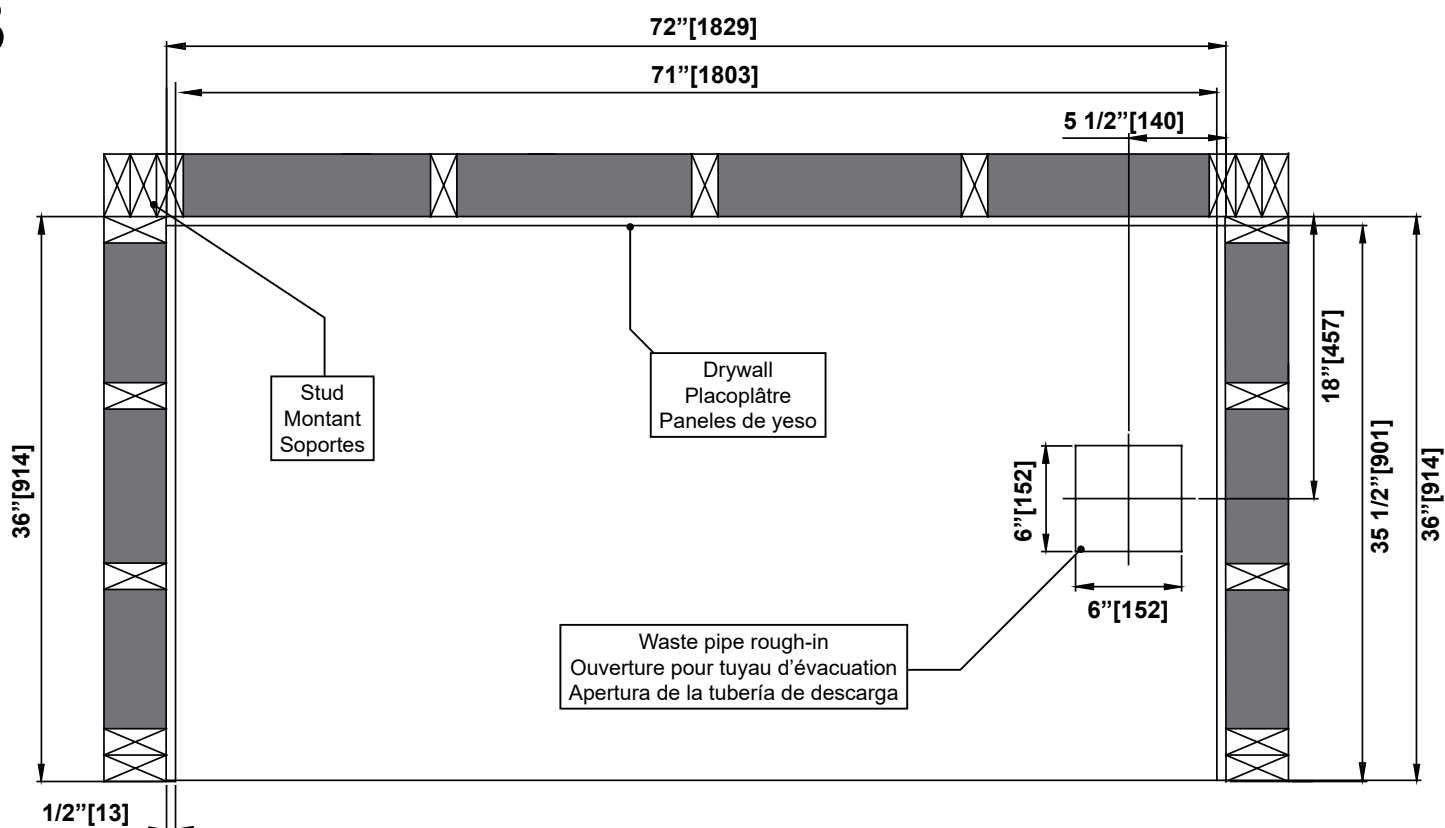 72”[1829]
71”[1803]
5 1/2”[140]
Stud
Montant
Soportes
Drywall
Placoplâtre
Paneles de yeso
18”[457]
36”[914]
6”[152]
35 1/2”[901]
36”[914]
6”[152]
Waste pipe rough-in
Ouverture pour tuyau d’évacuation
Apertura de la tubería de descarga
1/2”[13]